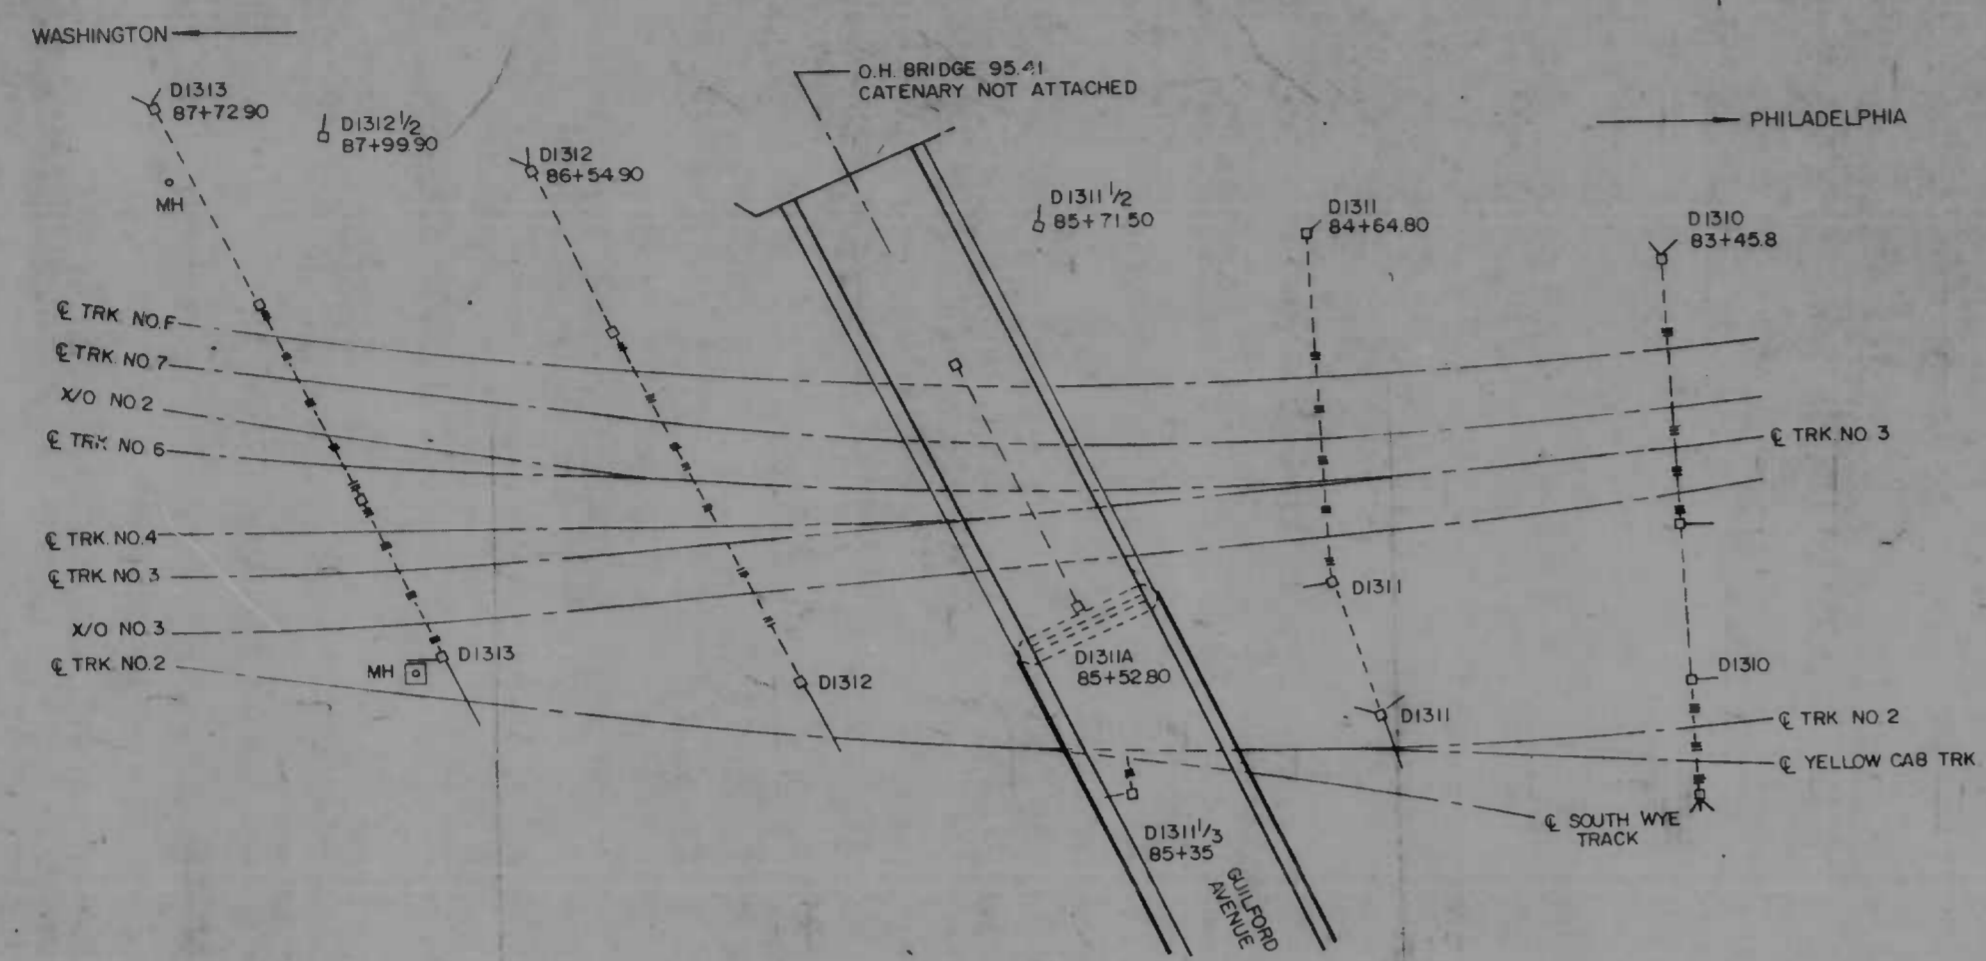 WASHINGTON
O.H. BRIDGE 95.41
CATENARY NOT ATTACHED
PHILADELPHIA
D1313
87+72.90
D1312 1/2
87+99.90
D1312
86+54.90
D1311 1/2
85+71.50
D1311
84+64.80
D1310
83+45.8
MH
℄ TRK NO.F
℄ TRK NO.7
X/O NO.2
℄ TRK NO 6
℄ TRK NO 3
℄ TRK. NO.4
℄ TRK NO 3
X/O NO.3
℄ TRK NO.2
MH
D1313
D1312
D1311A
85+52.80
D1311
D1311
D1310
℄ TRK NO 2
℄ YELLOW CAB TRK
℄ SOUTH WYE
TRACK
D1311 1/3
85+35
GUILFORD
AVENUE